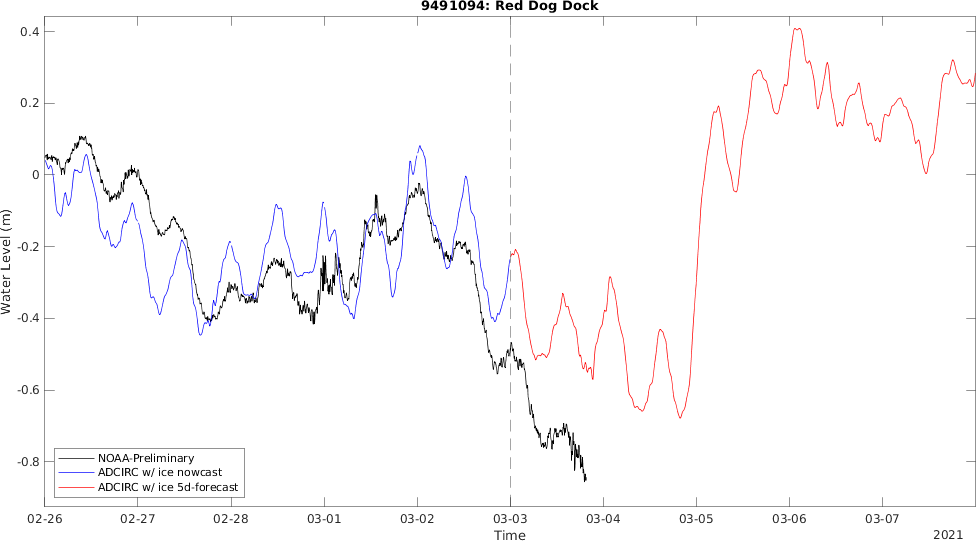 9491094: Red Dog Dock
0.4
0.2
0
-0.2
-0.4
-0.6
-0.8
Water Level (m)
NOAA-Preliminary
ADCIRC w/ ice nowcast
ADCIRC w/ ice 5d-forecast
02-26 02-27 02-28 03-01 03-02 03-03 03-04 03-05 03-06 03-07
Time
2021